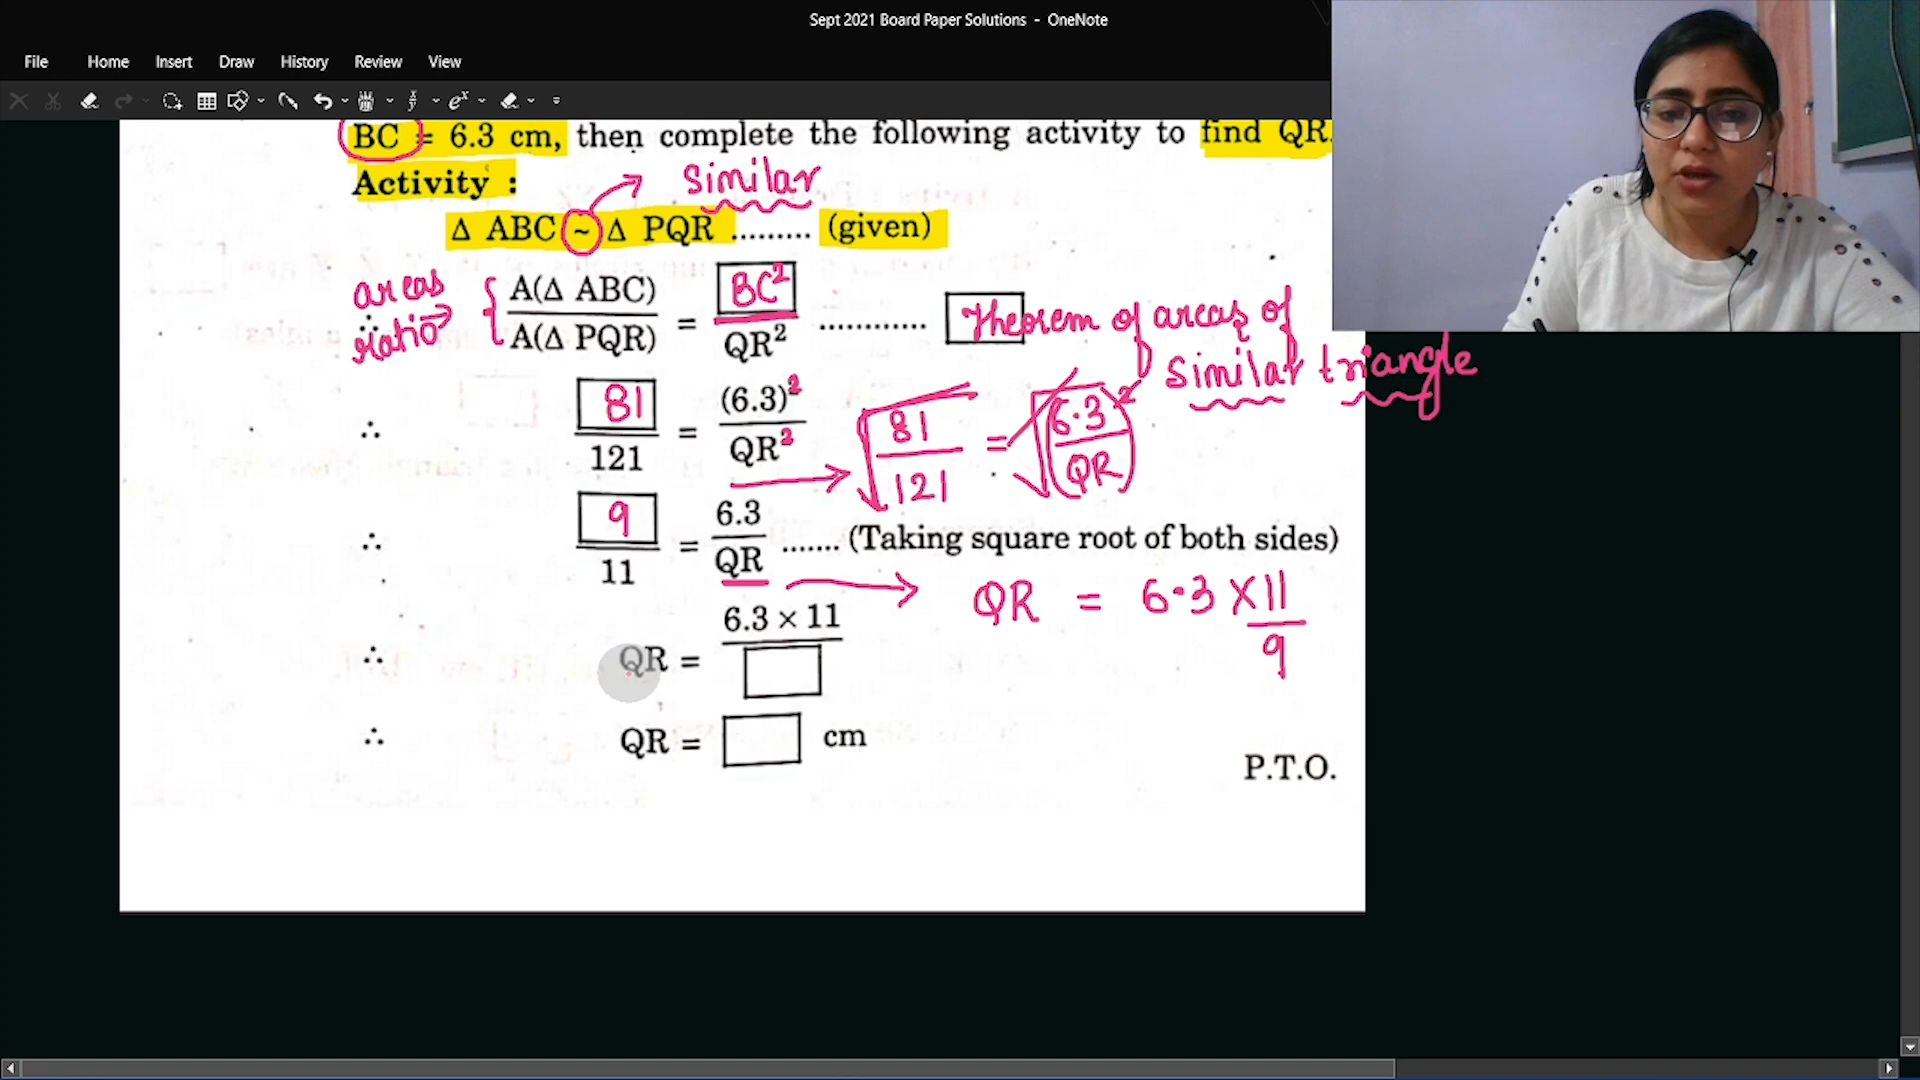 Sept 2021 Board Paper Solutions - OneNote
File Home Insert Draw History Review View
BC = 6.3 cm, then complete the following activity to find QR.
Activity :
Similar
Δ ABC ~ Δ PQR ......... (given)
areas
ratio
∴ A(Δ ABC) / A(Δ PQR) = BC² / QR² ............ Theorem of areas of
Similar triangle
∴ 81 / 121 = (6.3)² / QR²
√(81 / 121) = √(6.3 / QR)²
∴ 9 / 11 = 6.3 / QR ....... (Taking square root of both sides)
QR = 6.3 × 11 / 9
∴ QR = 6.3 × 11 / □
∴ QR = □ cm
P.T.O.